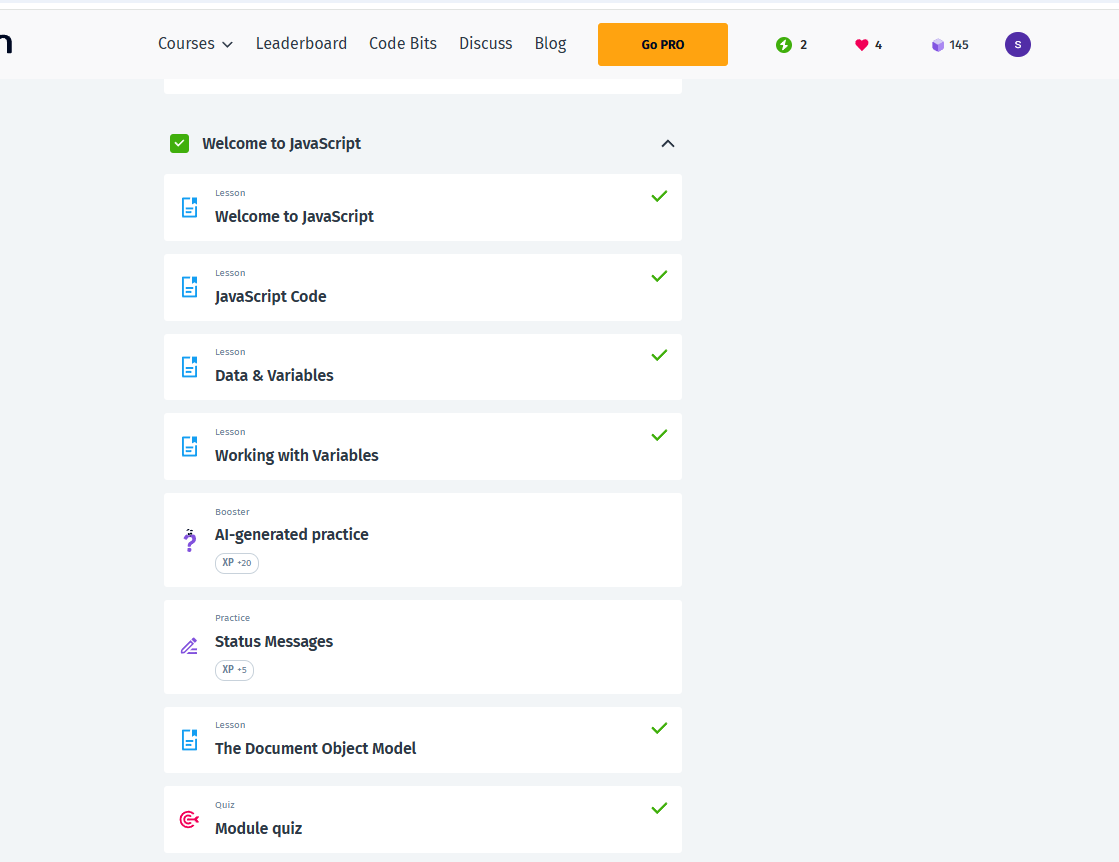 n
Courses Leaderboard Code Bits Discuss Blog Go PRO 2 4 145 S
Welcome to JavaScript
Lesson
Welcome to JavaScript
Lesson
JavaScript Code
Lesson
Data & Variables
Lesson
Working with Variables
Booster
AI-generated practice
XP +20
Practice
Status Messages
XP +5
Lesson
The Document Object Model
Quiz
Module quiz